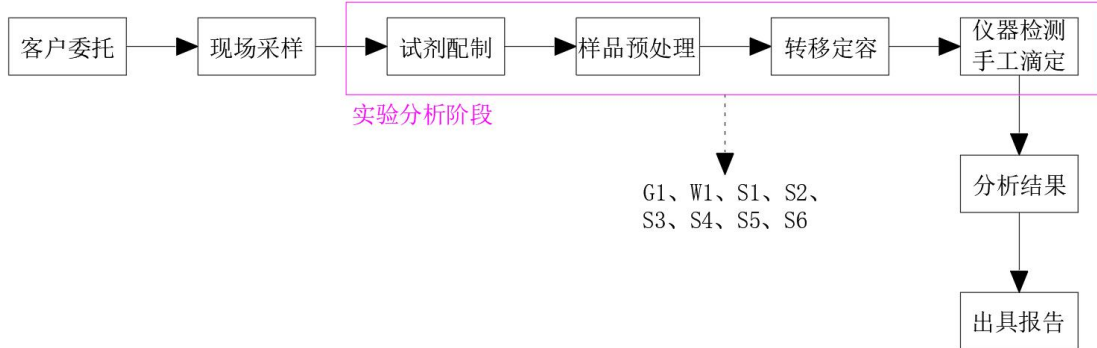 客户委托
现场采样
试剂配制
样品预处理
转移定容
仪器检测
手工滴定
实验分析阶段
G1、W1、S1、S2、
S3、S4、S5、S6
分析结果
出具报告